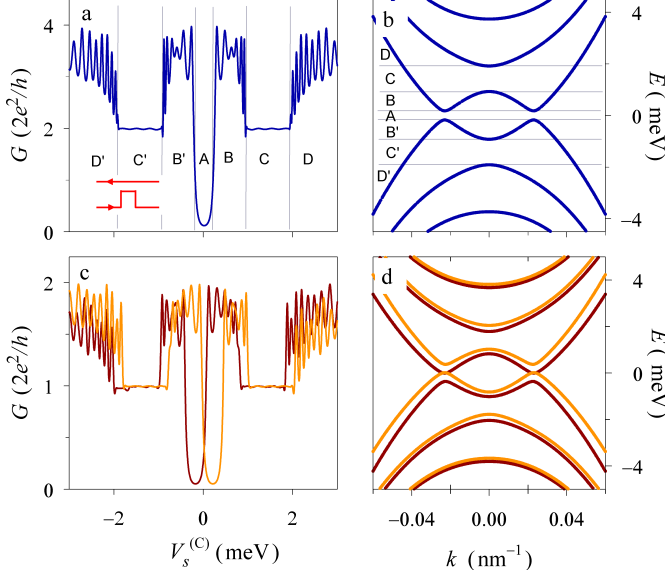 a
G (2e²/h)
4
2
0
D' C' B' A B C D
b
D
C
B
A
B'
C'
D'
4
0
−4
E ( meV)
c
G (2e²/h)
2
1
0
−2 0 2
Vₛ⁽ᶜ⁾ (meV)
d
4
0
−4
E ( meV)
−0.04 0.00 0.04
k (nm⁻¹)